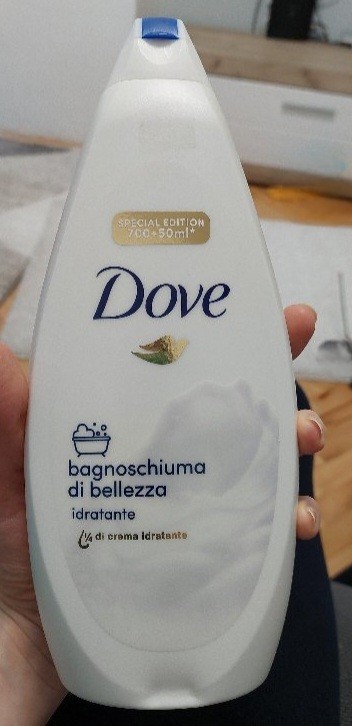 SPECIAL EDITION
700+50ml*
Dove
bagnoschiuma
di bellezza
idratante
¼ di crema idratante